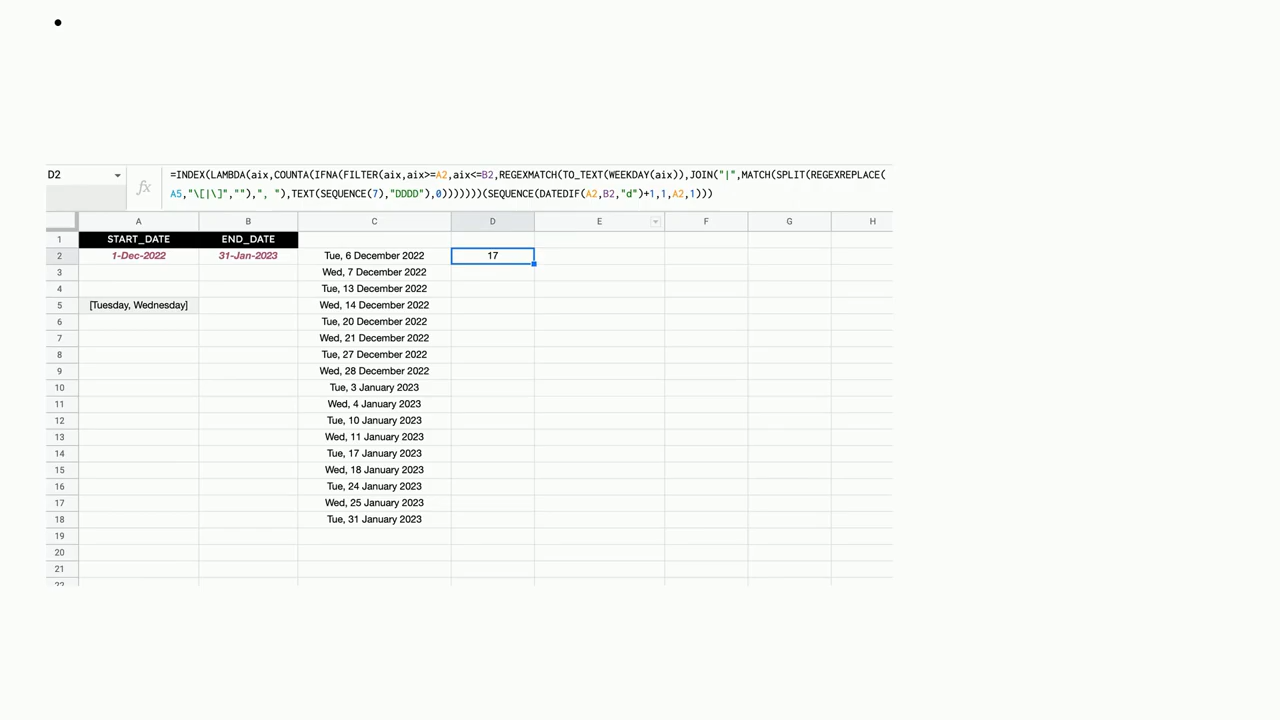 •
D2
fx
=INDEX(LAMBDA(aix,COUNTA(IFNA(FILTER(aix,aix>=A2,aix<=B2,REGEXMATCH(TO_TEXT(WEEKDAY(aix)),JOIN("|",MATCH(SPLIT(REGEXREPLACE(
A5,"\[|\]",""),", "),TEXT(SEQUENCE(7),"DDDD"),0)))))))(SEQUENCE(DATEDIF(A2,B2,"d")+1,1,A2,1)))
A B C D E F G H
1 START_DATE END_DATE
2 1-Dec-2022 31-Jan-2023 Tue, 6 December 2022 17
3 Wed, 7 December 2022
4 Tue, 13 December 2022
5 [Tuesday, Wednesday] Wed, 14 December 2022
6 Tue, 20 December 2022
7 Wed, 21 December 2022
8 Tue, 27 December 2022
9 Wed, 28 December 2022
10 Tue, 3 January 2023
11 Wed, 4 January 2023
12 Tue, 10 January 2023
13 Wed, 11 January 2023
14 Tue, 17 January 2023
15 Wed, 18 January 2023
16 Tue, 24 January 2023
17 Wed, 25 January 2023
18 Tue, 31 January 2023
19
20
21
22